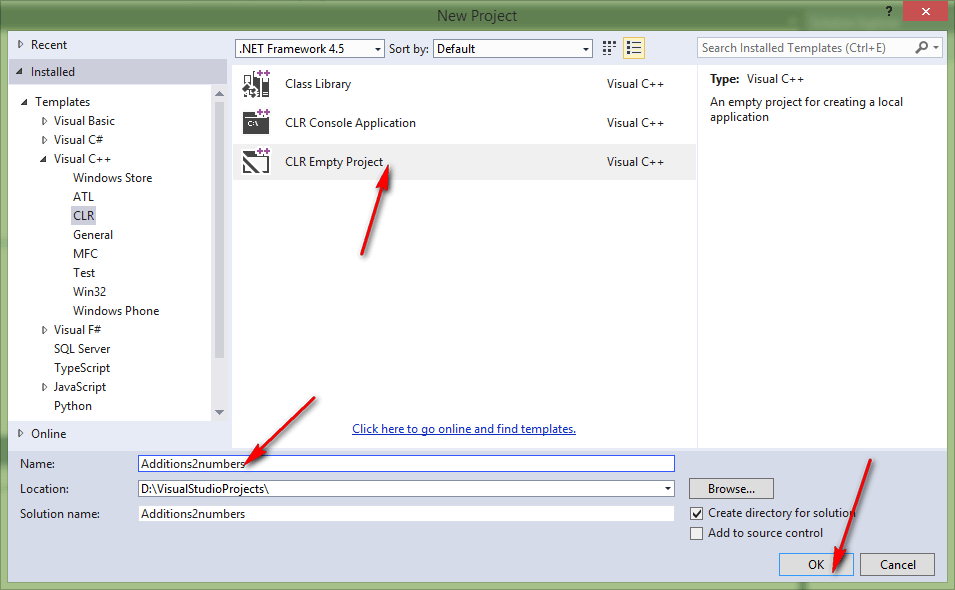 New Project
?
Recent
Installed
Templates
Visual Basic
Visual C#
Visual C++
Windows Store
ATL
CLR
General
MFC
Test
Win32
Windows Phone
Visual F#
SQL Server
TypeScript
JavaScript
Python
Online
.NET Framework 4.5 Sort by: Default
Class Library Visual C++
C:\ CLR Console Application Visual C++
CLR Empty Project Visual C++
Click here to go online and find templates.
Search Installed Templates (Ctrl+E)
Type: Visual C++
An empty project for creating a local
application
Name: Additions2numbers
Location: D:\VisualStudioProjects\ Browse...
Solution name: Additions2numbers
Create directory for solution
Add to source control
OK Cancel